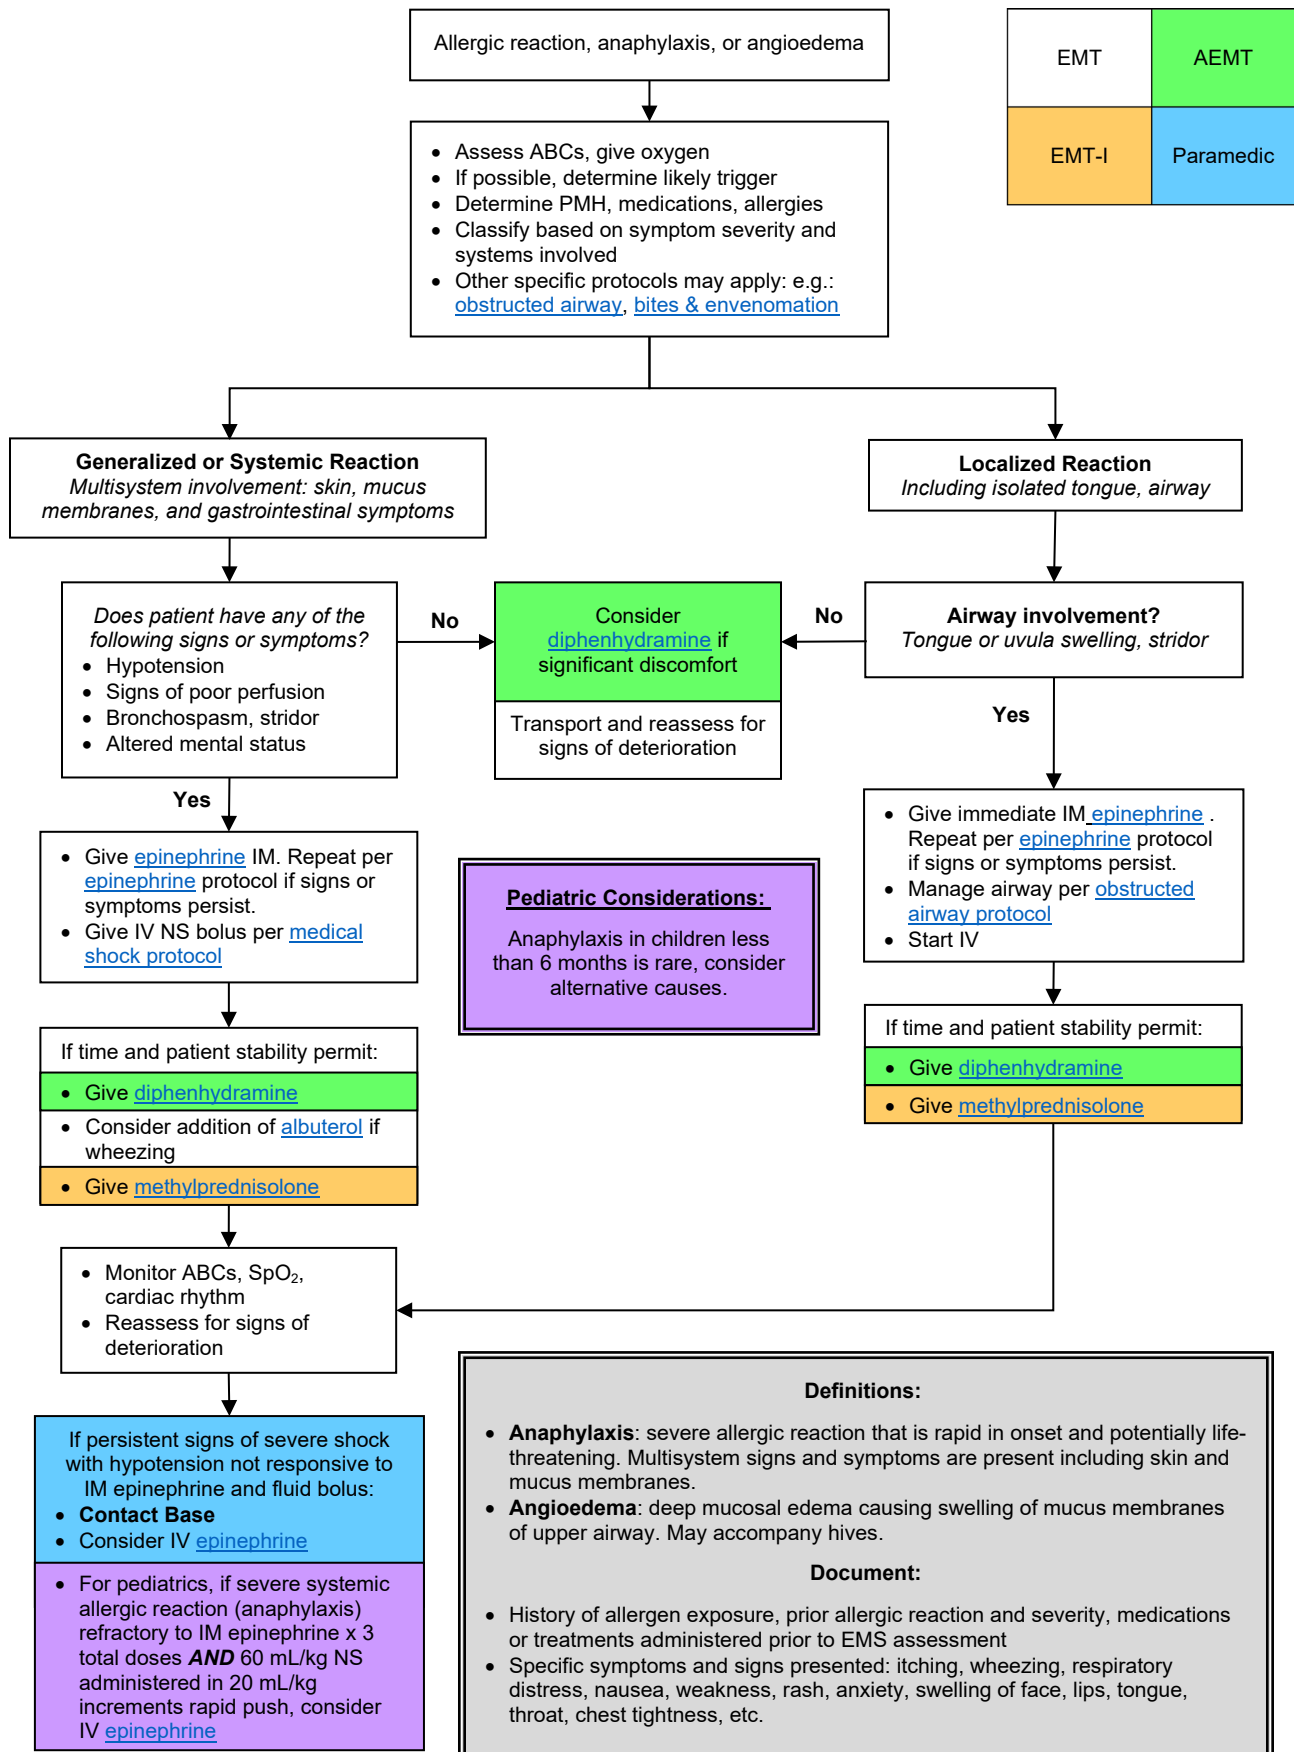 Allergic reaction, anaphylaxis, or angioedema
EMT
AEMT
EMT-I
Paramedic
• Assess ABCs, give oxygen
• If possible, determine likely trigger
• Determine PMH, medications, allergies
• Classify based on symptom severity and
systems involved
• Other specific protocols may apply: e.g.:
obstructed airway, bites & envenomation
Generalized or Systemic Reaction
Multisystem involvement: skin, mucus
membranes, and gastrointestinal symptoms
Localized Reaction
Including isolated tongue, airway
Does patient have any of the
following signs or symptoms?
• Hypotension
• Signs of poor perfusion
• Bronchospasm, stridor
• Altered mental status
No
Consider
diphenhydramine if
significant discomfort
Transport and reassess for
signs of deterioration
No
Airway involvement?
Tongue or uvula swelling, stridor
Yes
Yes
• Give epinephrine IM. Repeat per
epinephrine protocol if signs or
symptoms persist.
• Give IV NS bolus per medical
shock protocol
Pediatric Considerations:
Anaphylaxis in children less
than 6 months is rare, consider
alternative causes.
• Give immediate IM epinephrine .
Repeat per epinephrine protocol
if signs or symptoms persist.
• Manage airway per obstructed
airway protocol
• Start IV
If time and patient stability permit:
• Give diphenhydramine
• Consider addition of albuterol if
wheezing
• Give methylprednisolone
If time and patient stability permit:
• Give diphenhydramine
• Give methylprednisolone
• Monitor ABCs, SpO2,
cardiac rhythm
• Reassess for signs of
deterioration
If persistent signs of severe shock
with hypotension not responsive to
IM epinephrine and fluid bolus:
• Contact Base
• Consider IV epinephrine
• For pediatrics, if severe systemic
allergic reaction (anaphylaxis)
refractory to IM epinephrine x 3
total doses AND 60 mL/kg NS
administered in 20 mL/kg
increments rapid push, consider
IV epinephrine
Definitions:
• Anaphylaxis: severe allergic reaction that is rapid in onset and potentially life-
threatening. Multisystem signs and symptoms are present including skin and
mucus membranes.
• Angioedema: deep mucosal edema causing swelling of mucus membranes
of upper airway. May accompany hives.
Document:
• History of allergen exposure, prior allergic reaction and severity, medications
or treatments administered prior to EMS assessment
• Specific symptoms and signs presented: itching, wheezing, respiratory
distress, nausea, weakness, rash, anxiety, swelling of face, lips, tongue,
throat, chest tightness, etc.